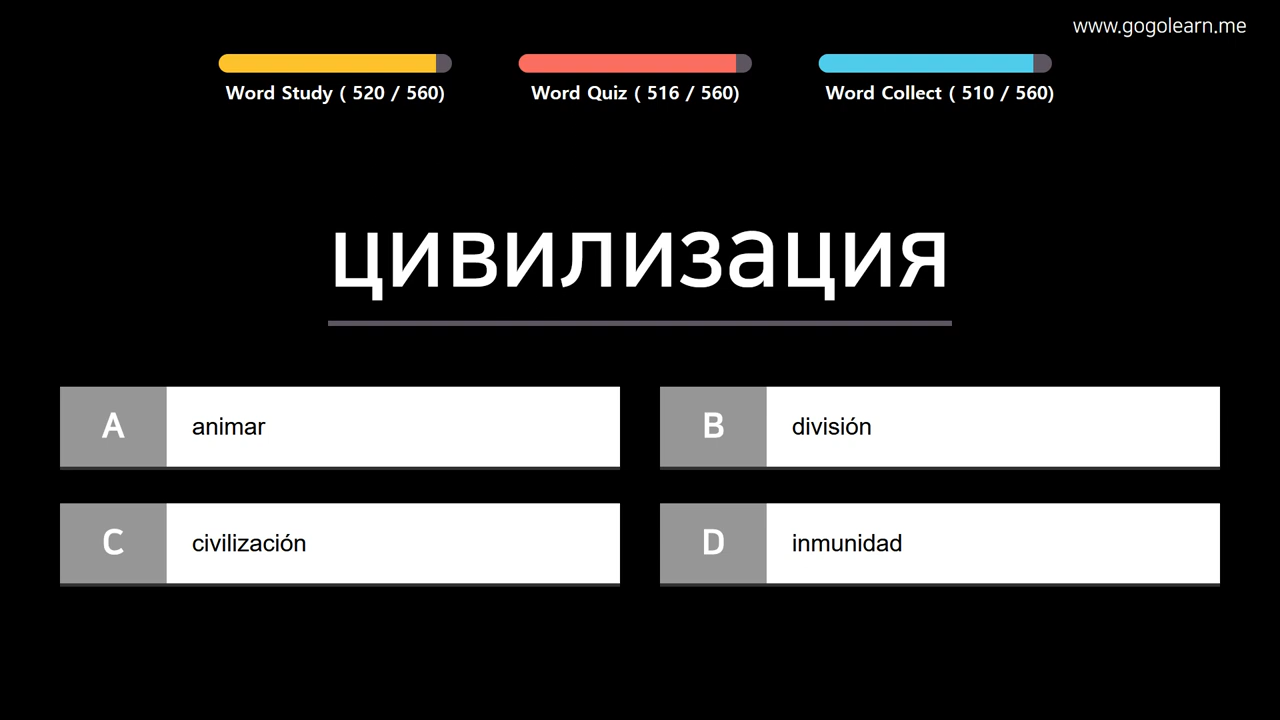 www.gogolearn.me
Word Study ( 520 / 560)
Word Quiz ( 516 / 560)
Word Collect ( 510 / 560)
цивилизация
A animar
B división
C civilización
D inmunidad